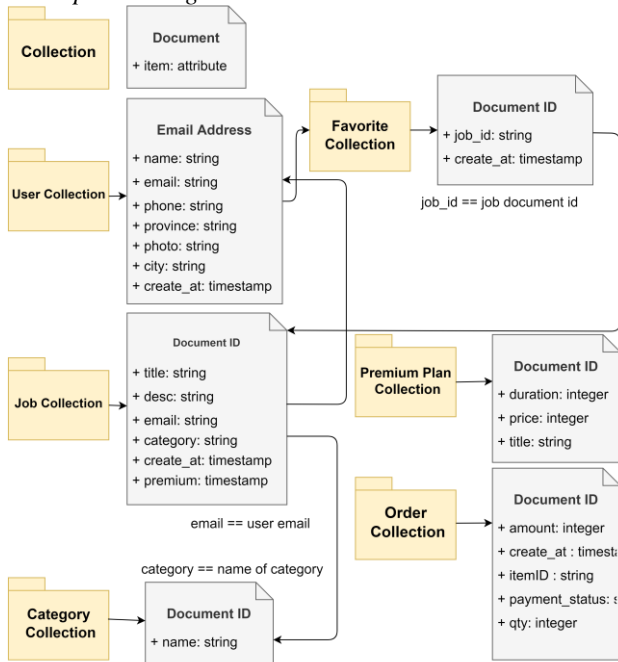 Collection
Document
+ item: attribute
Email Address
+ name: string
+ email: string
+ phone: string
+ province: string
+ photo: string
+ city: string
+ create_at: timestamp
User Collection
Favorite
Collection
Document ID
+ job_id: string
+ create_at: timestamp
job_id == job document id
Job Collection
Document ID
+ title: string
+ desc: string
+ email: string
+ category: string
+ create_at: timestamp
+ premium: timestamp
email == user email
Premium Plan
Collection
Document ID
+ duration: integer
+ price: integer
+ title: string
Order
Collection
Document ID
+ amount: integer
+ create_at :
+ itemID : string
+ payment_status:
+ qty: integer
category == name of category
Category
Collection
Document ID
+ name: string